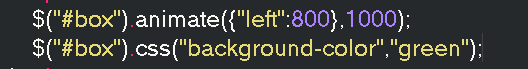 $("#box").animate({"left":800},1000);
$("#box").css("background-color","green");